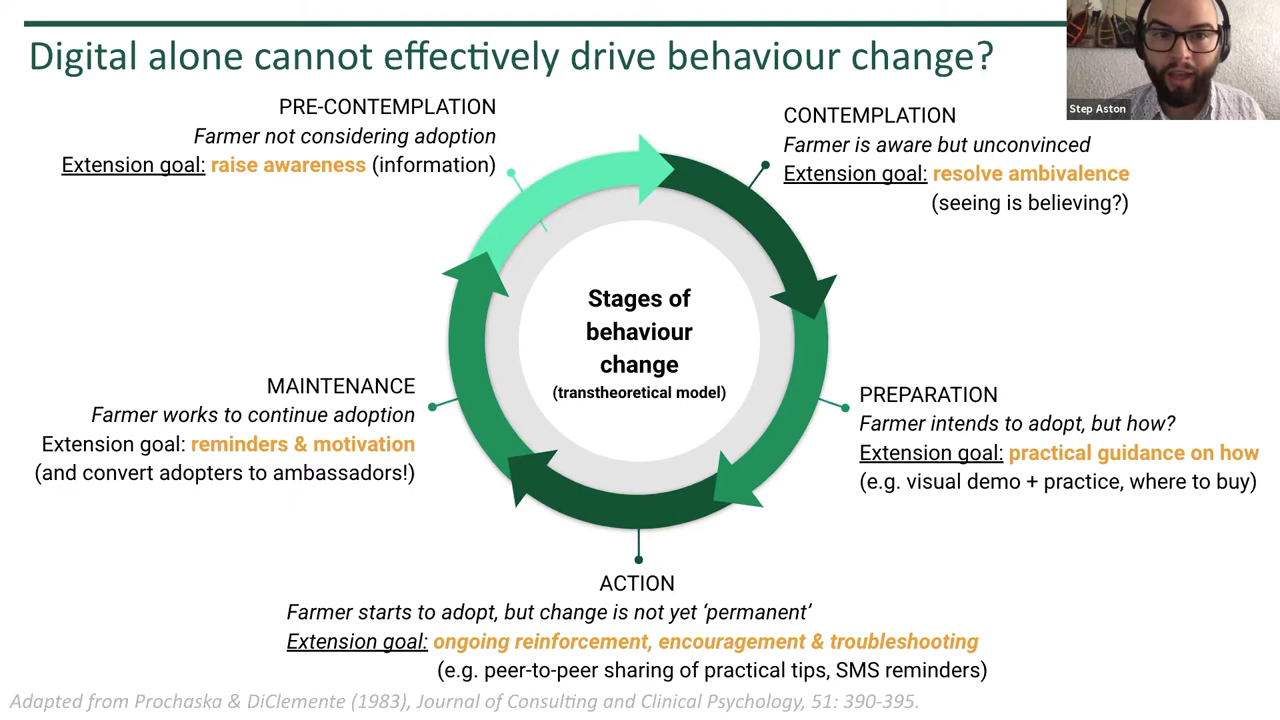 Digital alone cannot effectively drive behaviour change?
Step Aston
PRE-CONTEMPLATION
Farmer not considering adoption
Extension goal: raise awareness (information)
CONTEMPLATION
Farmer is aware but unconvinced
Extension goal: resolve ambivalence
(seeing is believing?)
Stages of
behaviour
change
(transtheoretical model)
MAINTENANCE
Farmer works to continue adoption
Extension goal: reminders & motivation
(and convert adopters to ambassadors!)
PREPARATION
Farmer intends to adopt, but how?
Extension goal: practical guidance on how
(e.g. visual demo + practice, where to buy)
ACTION
Farmer starts to adopt, but change is not yet ‘permanent’
Extension goal: ongoing reinforcement, encouragement & troubleshooting
(e.g. peer-to-peer sharing of practical tips, SMS reminders)
Adapted from Prochaska & DiClemente (1983), Journal of Consulting and Clinical Psychology, 51: 390-395.